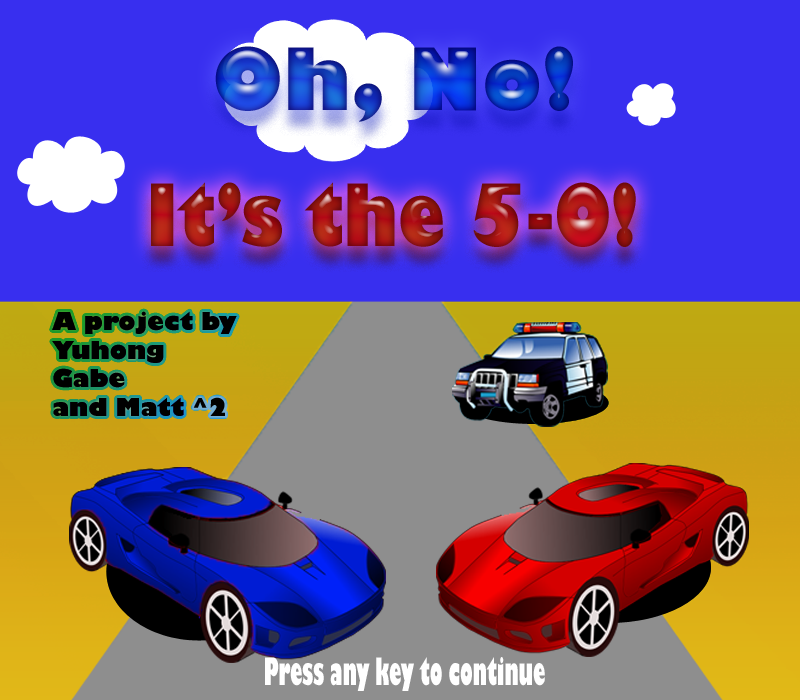 Oh, No!
It's the 5-0!
A project by
Yuhong
Gabe
and Matt ^2
Press any key to continue